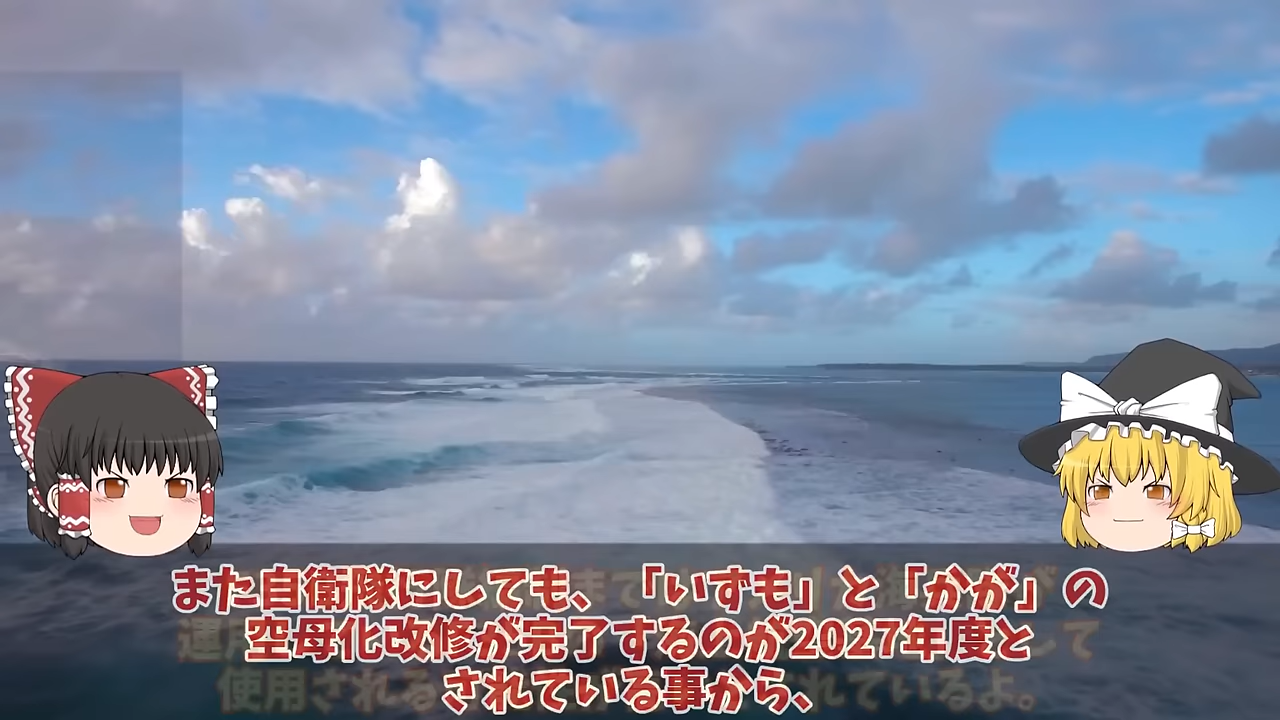 また自衛隊にしても、「いずも」と「かが」の
空母化改修が完了するのが2027年度と
されている事から、